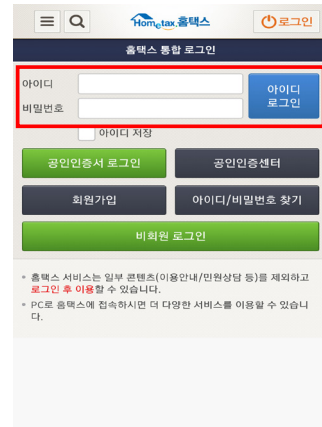 Hometax.홈택스 로그인
홈택스 통합 로그인
아이디
비밀번호
아이디
로그인
아이디 저장
공인인증서 로그인 공인인증센터
회원가입 아이디/비밀번호 찾기
비회원 로그인
홈택스 서비스는 일부 콘텐츠(이용안내/민원상담 등)를 제외하고
로그인 후 이용할 수 있습니다.
PC로 홈택스에 접속하시면 더 다양한 서비스를 이용할 수 있습니
다.